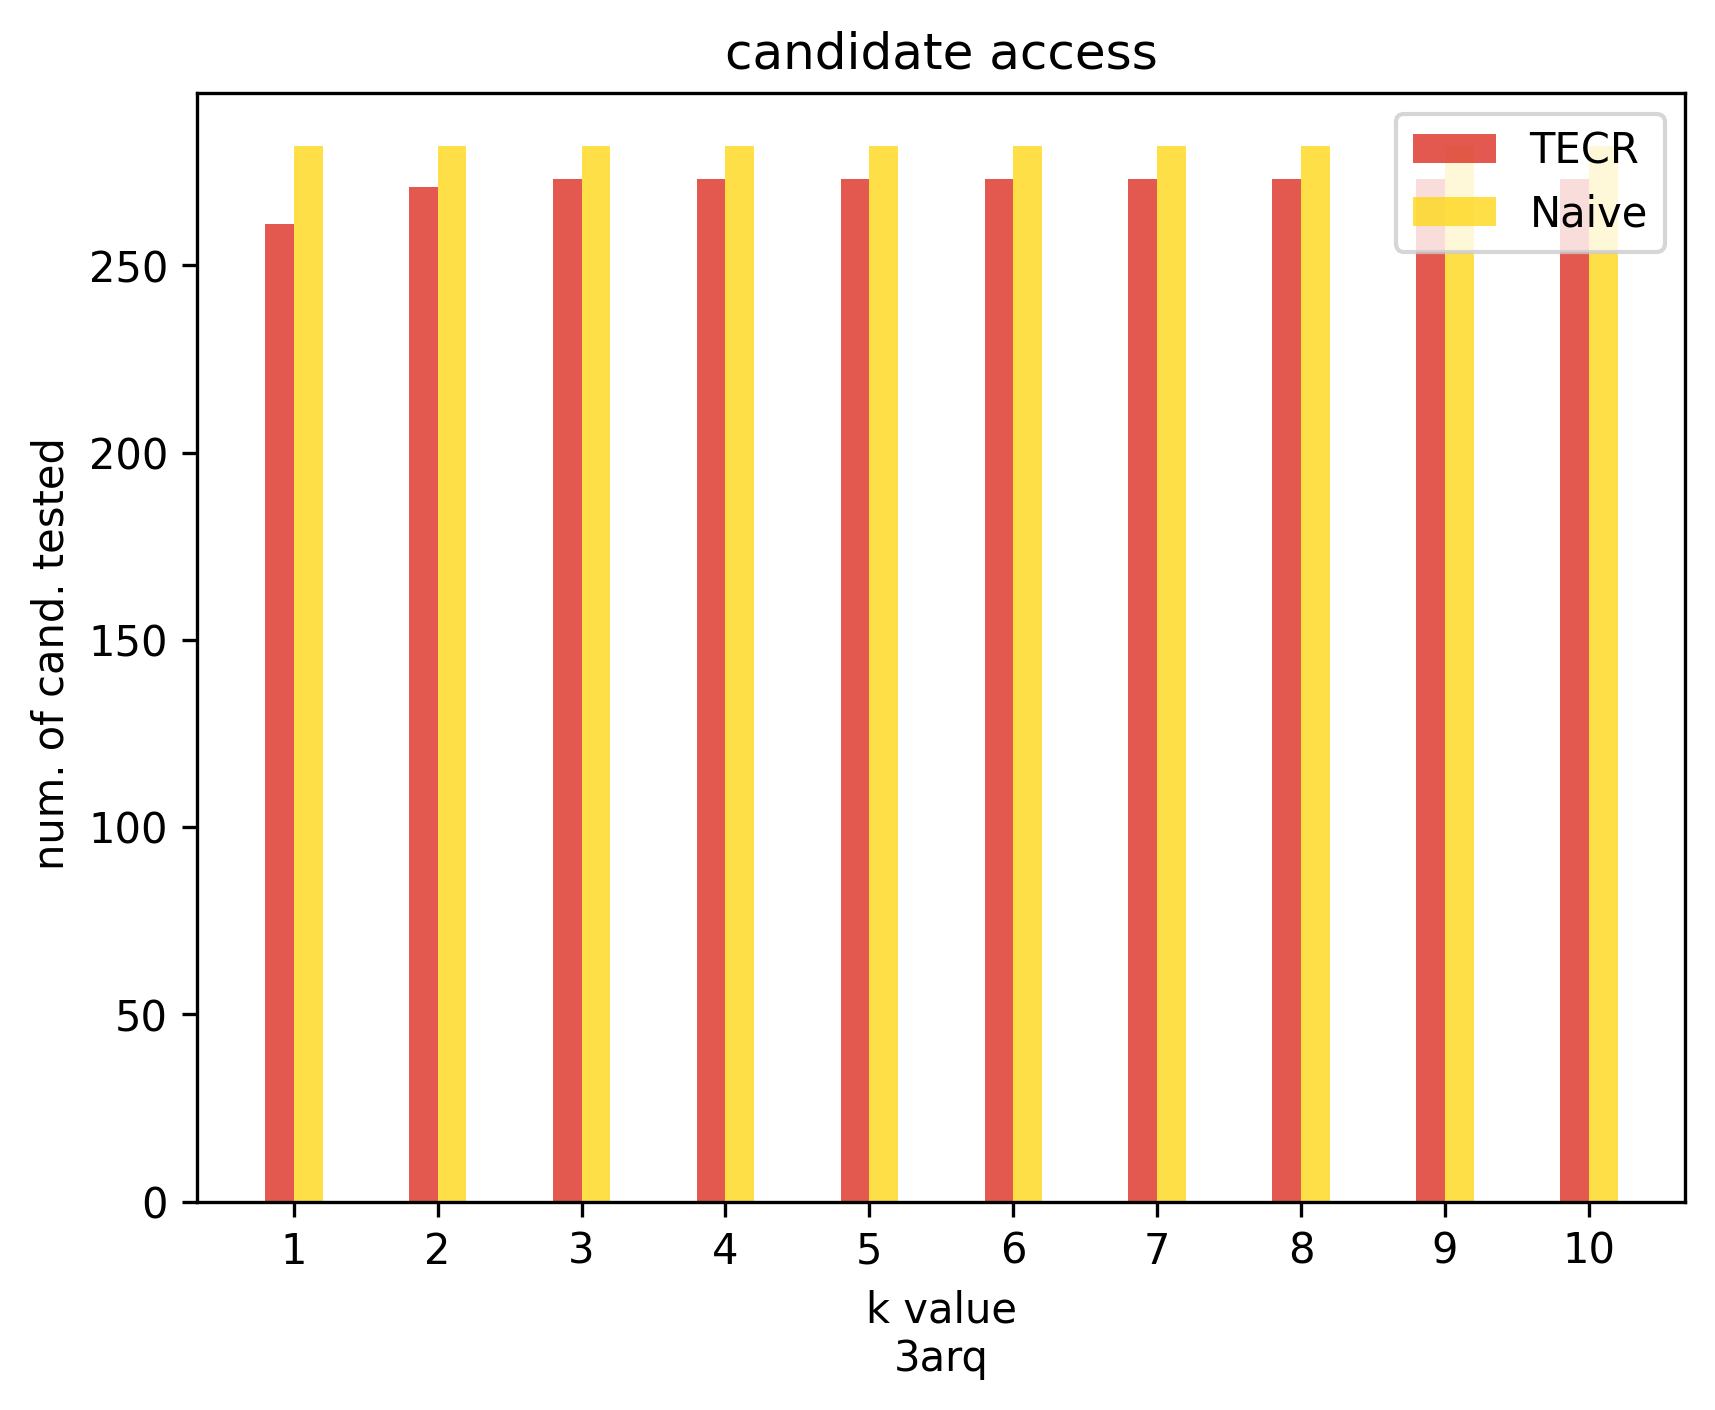 candidate access
TECR
Naive
num. of cand. tested
250
200
150
100
50
0
1 2 3 4 5 6 7 8 9 10
k value
3arq